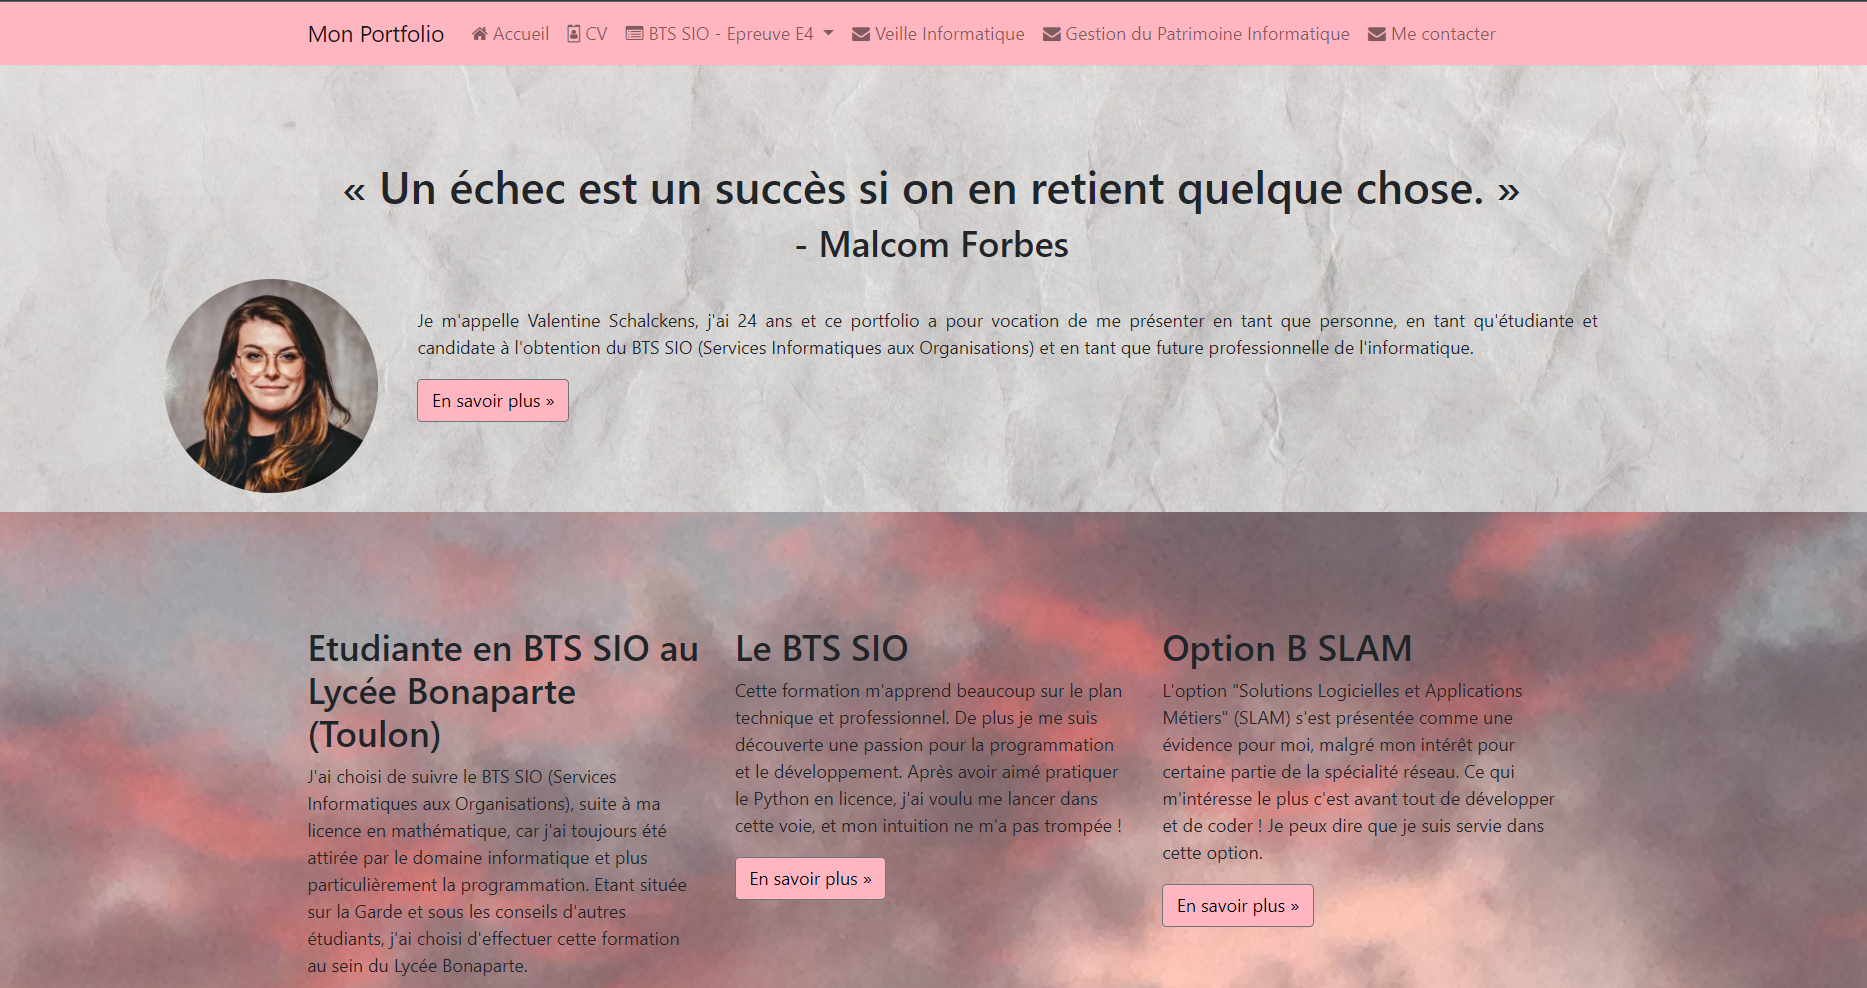 Mon Portfolio Accueil CV BTS SIO - Epreuve E4 Veille Informatique Gestion du Patrimoine Informatique Me contacter
« Un échec est un succès si on en retient quelque chose. »
- Malcom Forbes
Je m'appelle Valentine Schalckens, j'ai 24 ans et ce portfolio a pour vocation de me présenter en tant que personne, en tant qu'étudiante et
candidate à l'obtention du BTS SIO (Services Informatiques aux Organisations) et en tant que future professionnelle de l'informatique.
En savoir plus »
Etudiante en BTS SIO au
Lycée Bonaparte
(Toulon)
J'ai choisi de suivre le BTS SIO (Services
Informatiques aux Organisations), suite à ma
licence en mathématique, car j'ai toujours été
attirée par le domaine informatique et plus
particulièrement la programmation. Etant située
sur la Garde et sous les conseils d'autres
étudiants, j'ai choisi d'effectuer cette formation
au sein du Lycée Bonaparte.
Le BTS SIO
Cette formation m'apprend beaucoup sur le plan
technique et professionnel. De plus je me suis
découverte une passion pour la programmation
et le développement. Après avoir aimé pratiquer
le Python en licence, j'ai voulu me lancer dans
cette voie, et mon intuition ne m'a pas trompée !
En savoir plus »
Option B SLAM
L'option "Solutions Logicielles et Applications
Métiers" (SLAM) s'est présentée comme une
évidence pour moi, malgré mon intérêt pour
certaine partie de la spécialité réseau. Ce qui
m'intéresse le plus c'est avant tout de développer
et de coder ! Je peux dire que je suis servie dans
cette option.
En savoir plus »